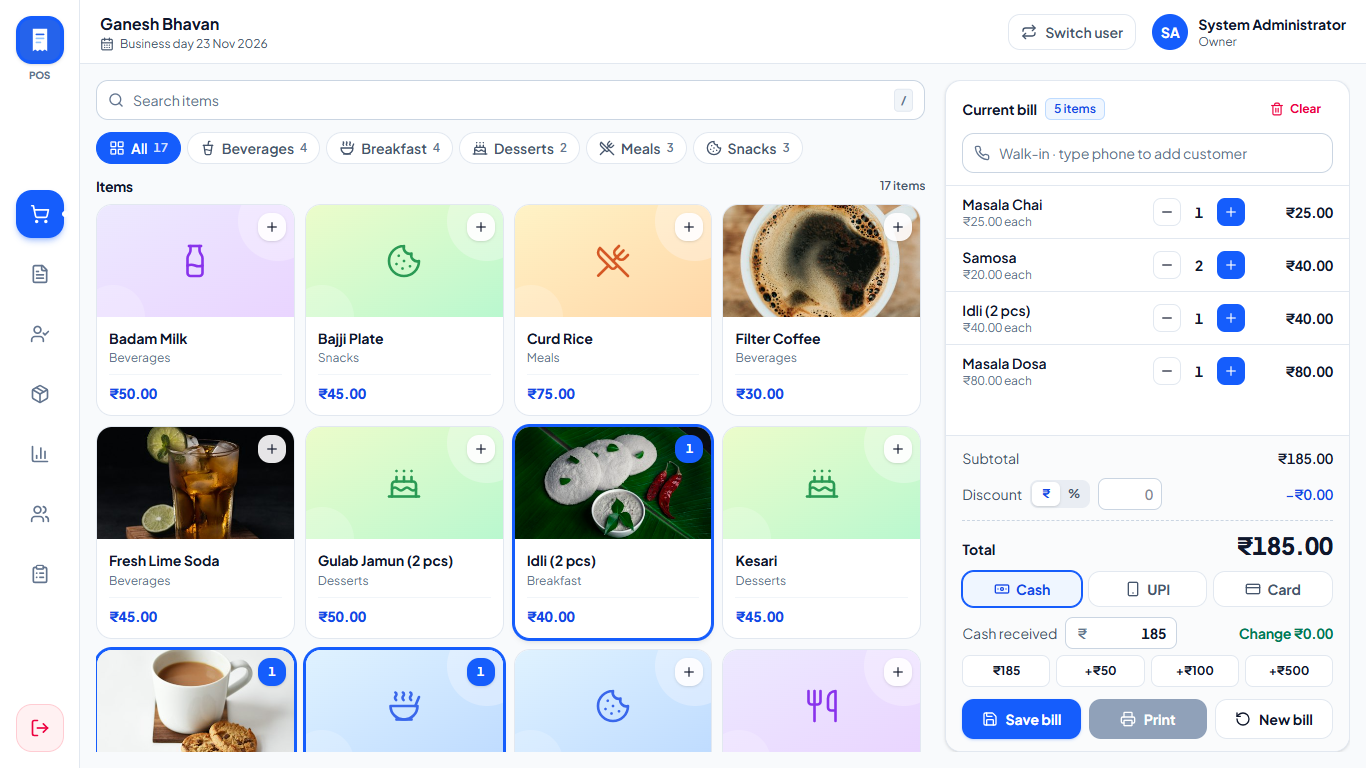 POS
Ganesh Bhavan
Business day 23 Nov 2026
Switch user
SA
System Administrator
Owner
Search items
/
All 17
Beverages 4
Breakfast 4
Desserts 2
Meals 3
Snacks 3
Items
17 items
Badam Milk
Beverages
₹50.00
Bajji Plate
Snacks
₹45.00
Curd Rice
Meals
₹75.00
Filter Coffee
Beverages
₹30.00
Fresh Lime Soda
Beverages
₹45.00
Gulab Jamun (2 pcs)
Desserts
₹50.00
1
Idli (2 pcs)
Breakfast
₹40.00
Kesari
Desserts
₹45.00
1
1
Current bill
5 items
Clear
Walk-in · type phone to add customer
Masala Chai
₹25.00 each
1
₹25.00
Samosa
₹20.00 each
2
₹40.00
Idli (2 pcs)
₹40.00 each
1
₹40.00
Masala Dosa
₹80.00 each
1
₹80.00
Subtotal
₹185.00
Discount
₹
%
0
−₹0.00
Total
₹185.00
Cash
UPI
Card
Cash received
₹ 185
Change ₹0.00
₹185
+₹50
+₹100
+₹500
Save bill
Print
New bill